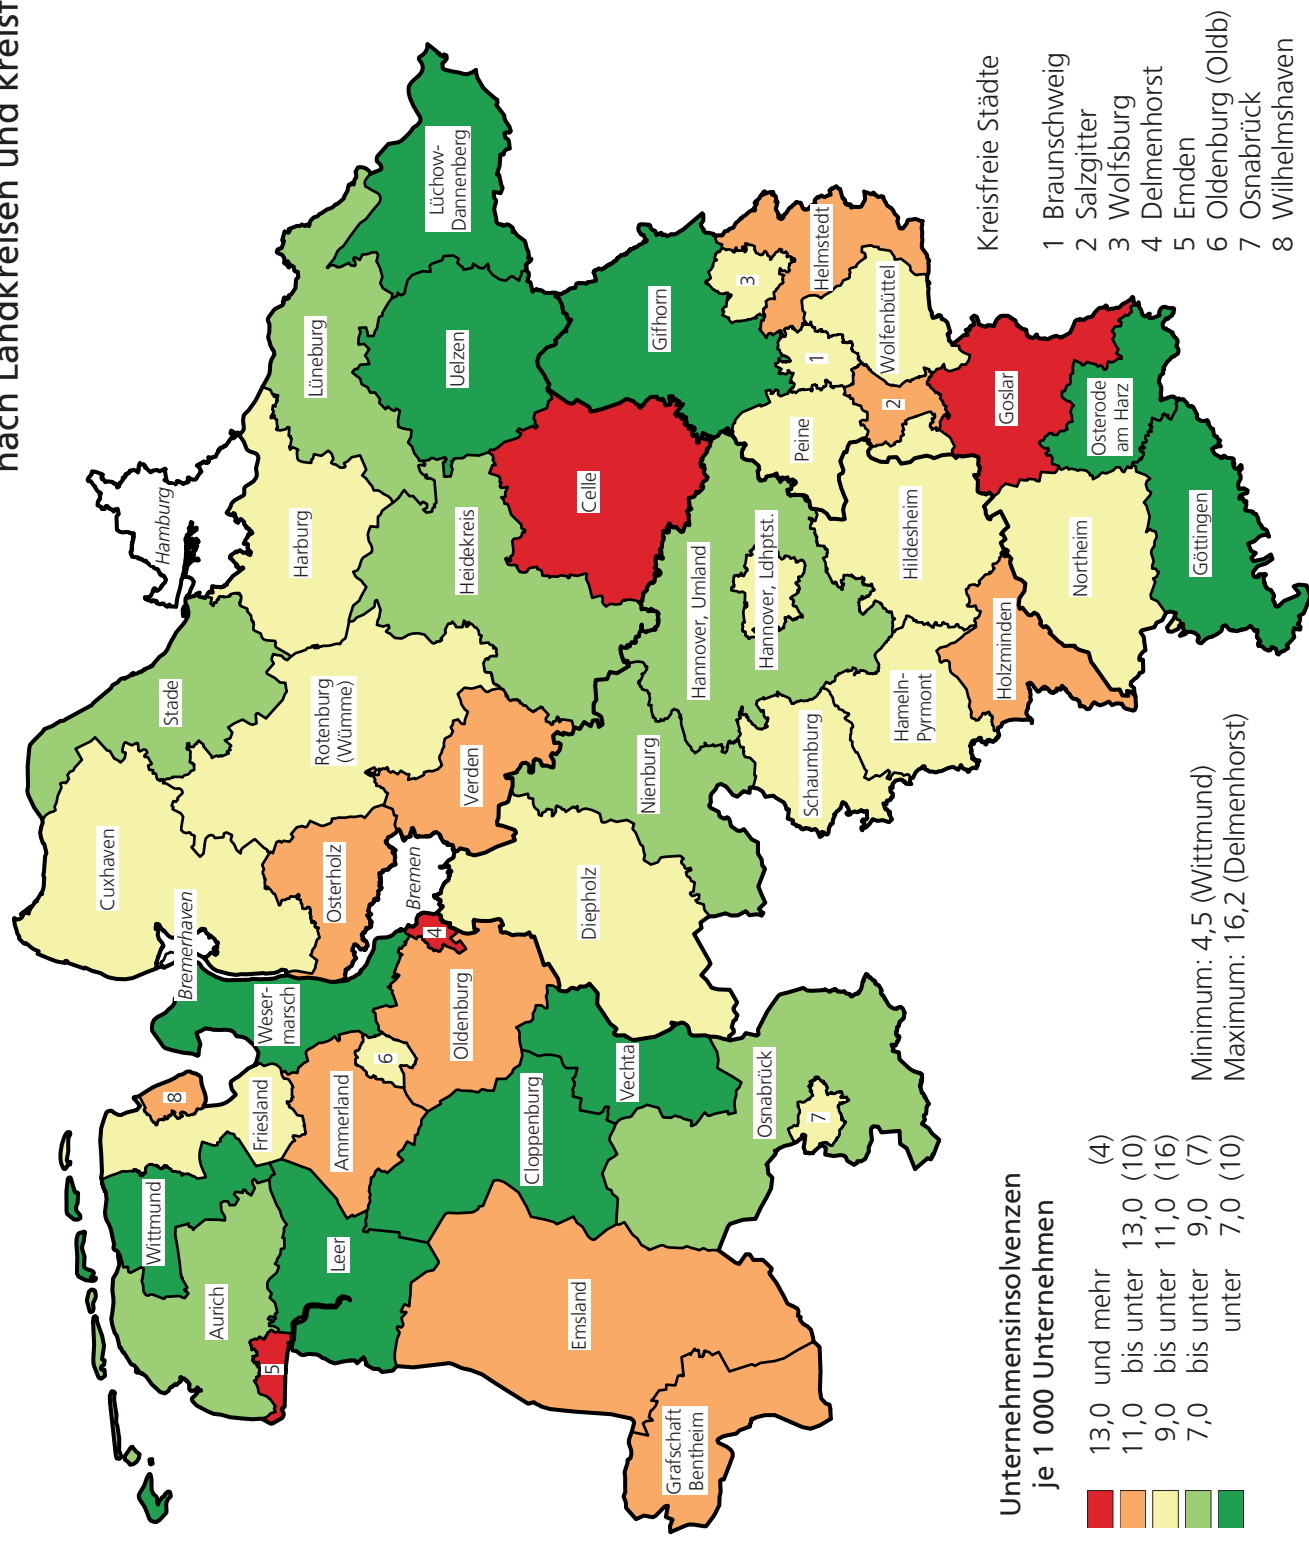 nach Landkreisen und kreisf
Hamburg
Lüchow-
Dannenberg
Lüneburg
Uelzen
Harburg
Stade
Cuxhaven
Bremerhaven
Rotenburg
(Wümme)
Heidekreis
Celle
Gifhorn
Osterholz
Verden
Bremen
Weser-
marsch
Friesland
Wittmund
Aurich
Leer
Ammerland
Oldenburg
Cloppenburg
Vechta
Diepholz
Nienburg
Hannover, Umland
Hannover, Ldhptst.
Peine
Helmstedt
Wolfenbüttel
Goslar
Osterode
am Harz
Göttingen
Northeim
Hildesheim
Holzminden
Hameln-
Pyrmont
Schaumburg
Osnabrück
Emsland
Grafschaft
Bentheim
1
2
3
4
5
6
7
8
Kreisfreie Städte
1 Braunschweig
2 Salzgitter
3 Wolfsburg
4 Delmenhorst
5 Emden
6 Oldenburg (Oldb)
7 Osnabrück
8 Wilhelmshaven
Unternehmensinsolvenzen
je 1 000 Unternehmen
13,0 und mehr (4)
11,0 bis unter 13,0 (10)
9,0 bis unter 11,0 (16)
7,0 bis unter 9,0 (7)
unter 7,0 (10)
Minimum: 4,5 (Wittmund)
Maximum: 16,2 (Delmenhorst)